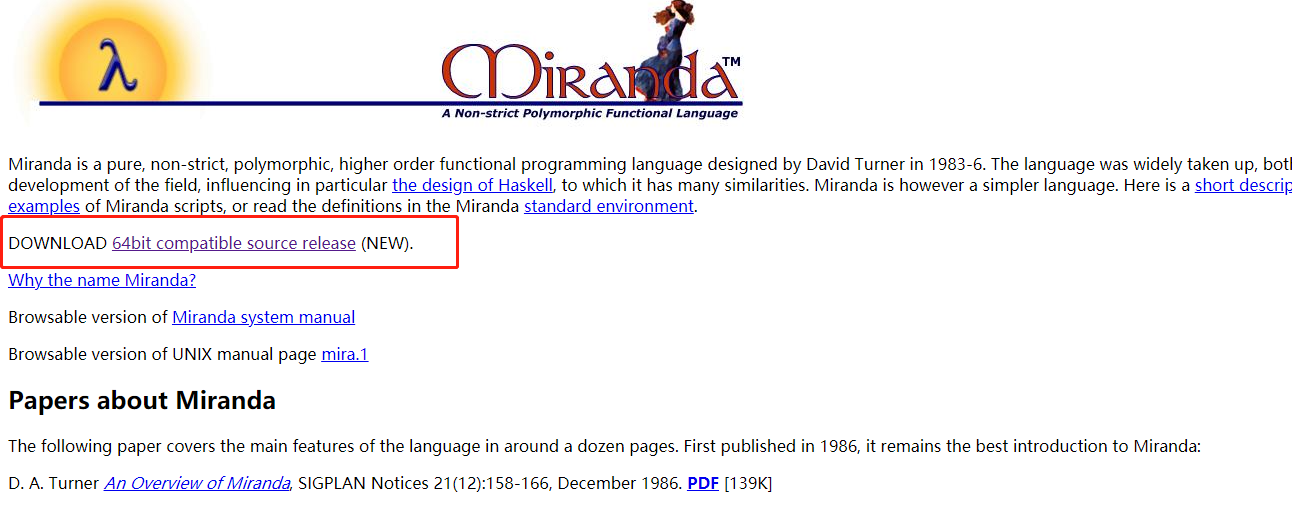 λ
Miranda™
A Non-strict Polymorphic Functional Language
Miranda is a pure, non-strict, polymorphic, higher order functional programming language designed by David Turner in 1983-6. The language was widely taken up, both
development of the field, influencing in particular the design of Haskell, to which it has many similarities. Miranda is however a simpler language. Here is a short descrip
examples of Miranda scripts, or read the definitions in the Miranda standard environment.
DOWNLOAD 64bit compatible source release (NEW).
Why the name Miranda?
Browsable version of Miranda system manual
Browsable version of UNIX manual page mira.1
Papers about Miranda
The following paper covers the main features of the language in around a dozen pages. First published in 1986, it remains the best introduction to Miranda:
D. A. Turner An Overview of Miranda, SIGPLAN Notices 21(12):158-166, December 1986. PDF [139K]